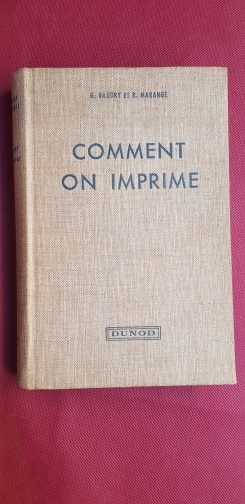 G. BAUDRY ET R. MARANGE
COMMENT
ON IMPRIME
DUNOD